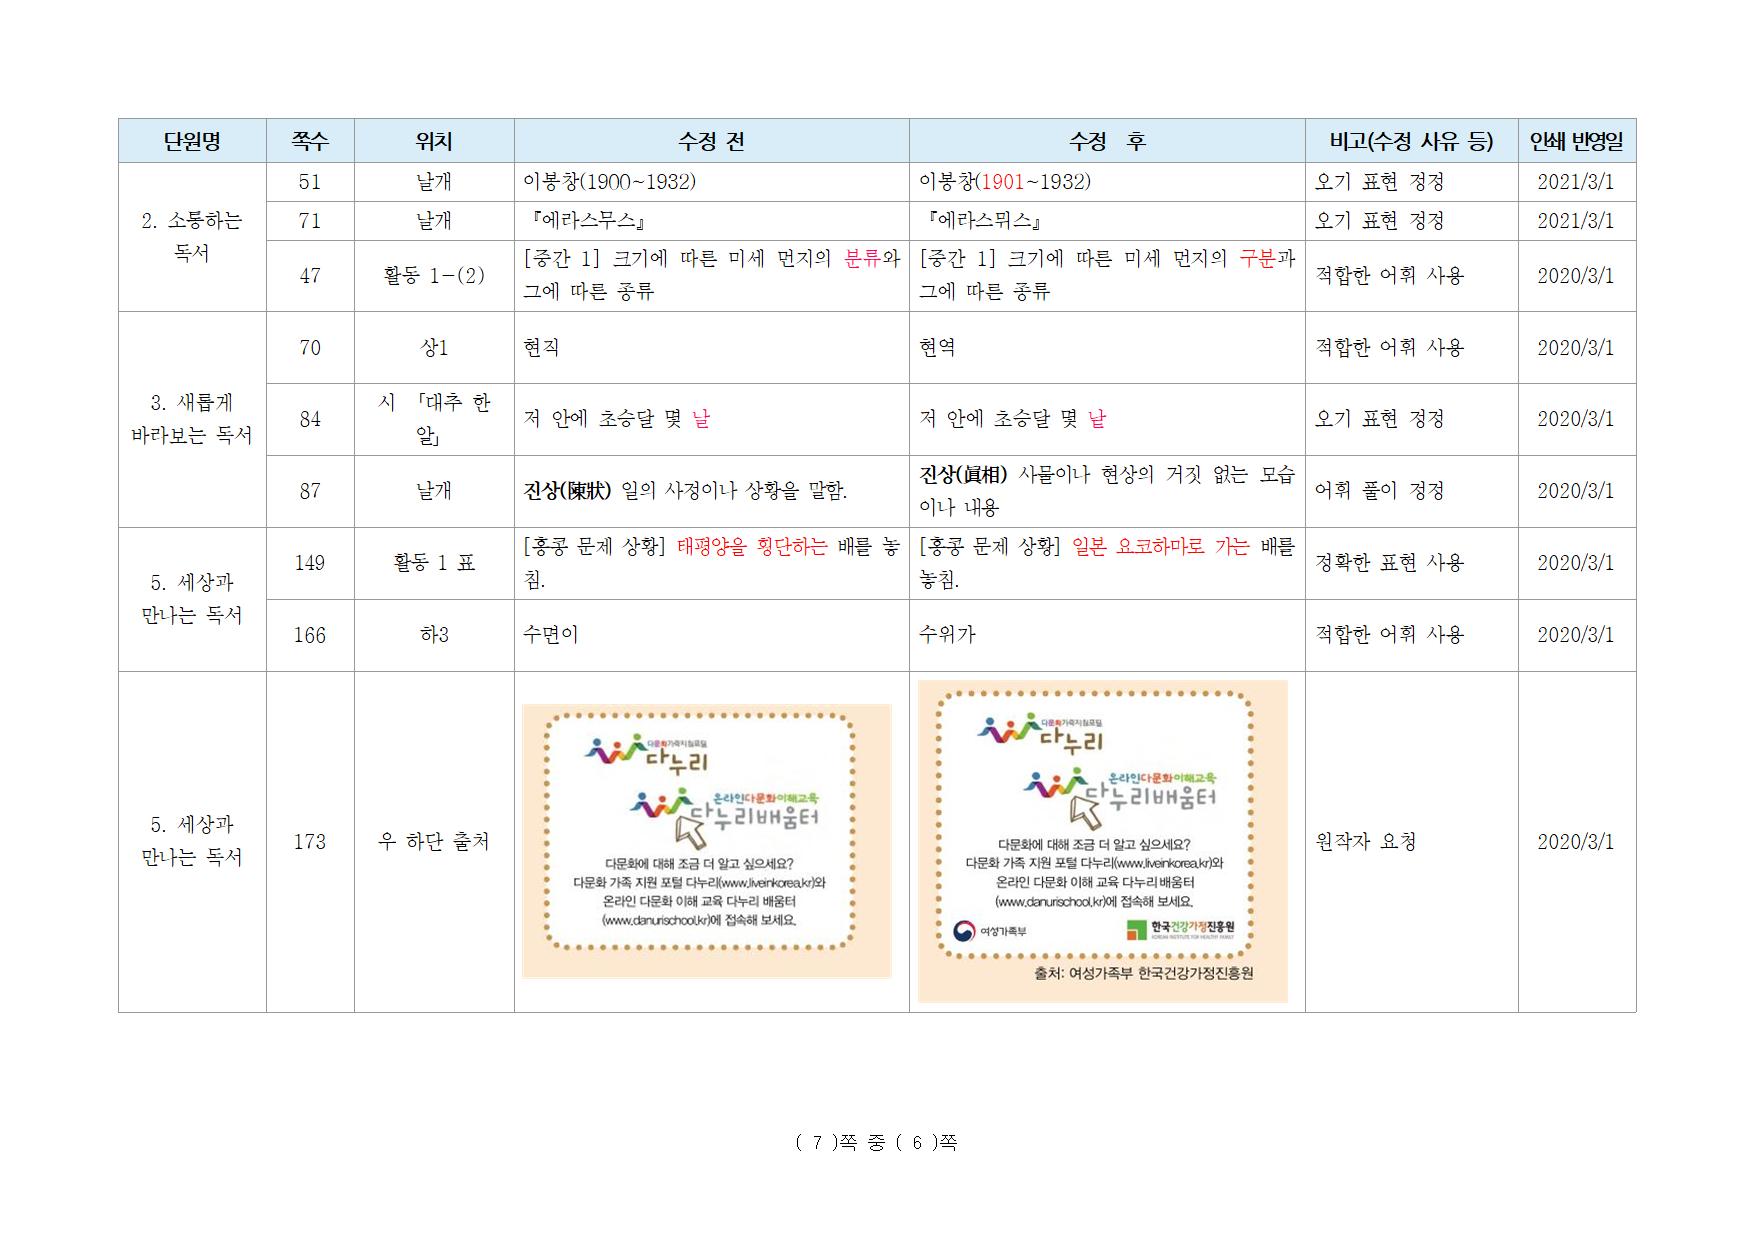 단원명 쪽수 위치 수정 전 수정 후 비고(수정 사유 등) 인쇄 반영일
2. 소통하는
독서
51 날개 이봉창(1900~1932) 이봉창(1901~1932) 오기 표현 정정 2021/3/1
71 날개 『에라스무스』 『에라스뮈스』 오기 표현 정정 2021/3/1
47 활동 1-(2) [중간 1] 크기에 따른 미세 먼지의 분류와 [중간 1] 크기에 따른 미세 먼지의 구분과 적합한 어휘 사용 2020/3/1
그에 따른 종류 그에 따른 종류
3. 새롭게
바라보는 독서
70 상1 현직 현역 적합한 어휘 사용 2020/3/1
84 시 「대추 한 저 안에 초승달 몇 날 저 안에 초승달 몇 낱 오기 표현 정정 2020/3/1
알」
87 날개 진상(陳狀) 일의 사정이나 상황을 말함. 진상(眞相) 사물이나 현상의 거짓 없는 모습 어휘 풀이 정정 2020/3/1
이나 내용
5. 세상과
만나는 독서
149 활동 1 표 [홍콩 문제 상황] 태평양을 횡단하는 배를 놓 [홍콩 문제 상황] 일본 요코하마로 가는 배를 정확한 표현 사용 2020/3/1
침. 놓침.
166 하3 수면이 수위가 적합한 어휘 사용 2020/3/1
5. 세상과
만나는 독서
173 우 하단 출처 원작자 요청 2020/3/1
다문화가족지원포털
다누리
온라인다문화이해교육
다누리배움터
다문화에 대해 조금 더 알고 싶으세요?
다문화 가족 지원 포털 다누리(www.liveinkorea.kr)와
온라인 다문화 이해 교육 다누리 배움터
(www.danurischool.kr)에 접속해 보세요.
다문화가족지원포털
다누리
온라인다문화이해교육
다누리배움터
다문화에 대해 조금 더 알고 싶으세요?
다문화 가족 지원 포털 다누리(www.liveinkorea.kr)와
온라인 다문화 이해 교육 다누리 배움터
(www.danurischool.kr)에 접속해 보세요.
여성가족부 한국건강가정진흥원
KOREAN INSTITUTE FOR HEALTHY FAMILY
출처: 여성가족부 한국건강가정진흥원
( 7 )쪽 중 ( 6 )쪽